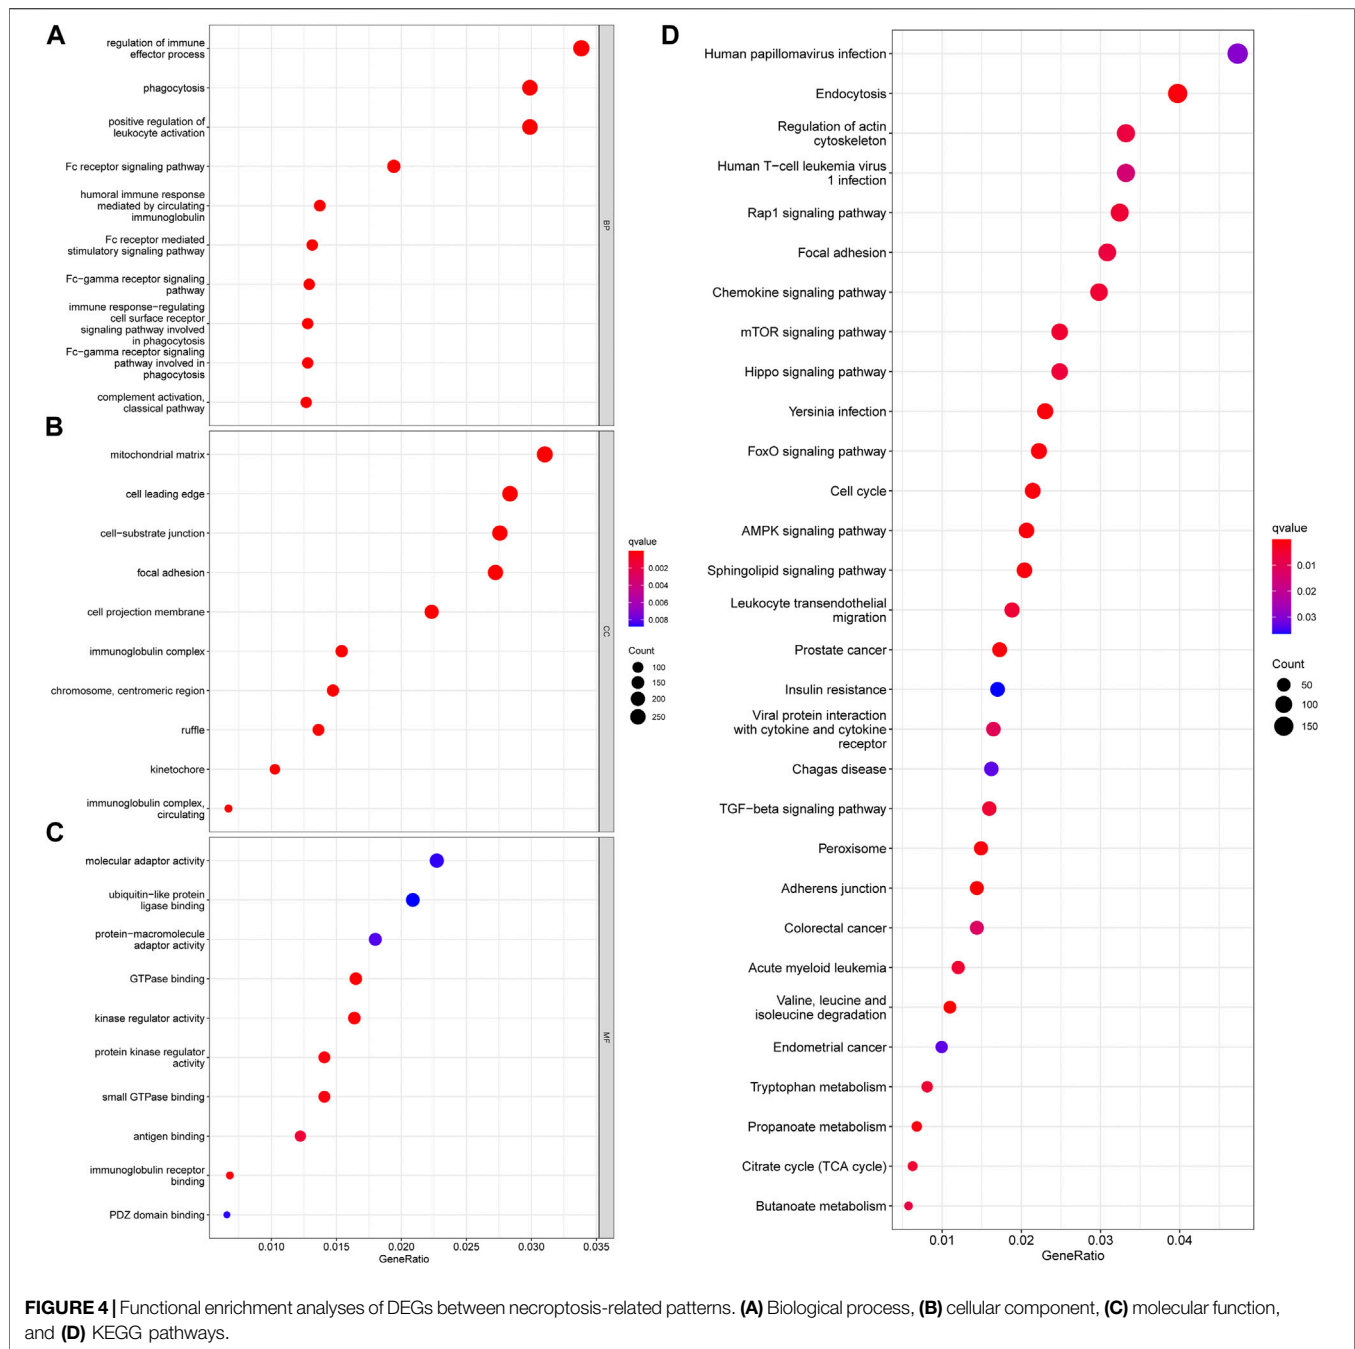 A
regulation of immune
effector process
phagocytosis
positive regulation of
leukocyte activation
Fc receptor signaling pathway
humoral immune response
mediated by circulating
immunoglobulin
Fc receptor mediated
stimulatory signaling pathway
Fc−gamma receptor signaling
pathway
immune response−regulating
cell surface receptor
signaling pathway involved
in phagocytosis
Fc−gamma receptor signaling
pathway involved in
phagocytosis
complement activation,
classical pathway
BP
B
mitochondrial matrix
cell leading edge
cell−substrate junction
focal adhesion
cell projection membrane
immunoglobulin complex
chromosome, centromeric region
ruffle
kinetochore
immunoglobulin complex,
circulating
CC
C
molecular adaptor activity
ubiquitin−like protein
ligase binding
protein−macromolecule
adaptor activity
GTPase binding
kinase regulator activity
protein kinase regulator
activity
small GTPase binding
antigen binding
immunoglobulin receptor
binding
PDZ domain binding
MF
0.010 0.015 0.020 0.025 0.030 0.035
GeneRatio
qvalue
0.002
0.004
0.006
0.008
Count
100
150
200
250
D
Human papillomavirus infection
Endocytosis
Regulation of actin
cytoskeleton
Human T−cell leukemia virus
1 infection
Rap1 signaling pathway
Focal adhesion
Chemokine signaling pathway
mTOR signaling pathway
Hippo signaling pathway
Yersinia infection
FoxO signaling pathway
Cell cycle
AMPK signaling pathway
Sphingolipid signaling pathway
Leukocyte transendothelial
migration
Prostate cancer
Insulin resistance
Viral protein interaction
with cytokine and cytokine
receptor
Chagas disease
TGF−beta signaling pathway
Peroxisome
Adherens junction
Colorectal cancer
Acute myeloid leukemia
Valine, leucine and
isoleucine degradation
Endometrial cancer
Tryptophan metabolism
Propanoate metabolism
Citrate cycle (TCA cycle)
Butanoate metabolism
0.01 0.02 0.03 0.04
GeneRatio
qvalue
0.01
0.02
0.03
Count
50
100
150
FIGURE 4 | Functional enrichment analyses of DEGs between necroptosis-related patterns. (A) Biological process, (B) cellular component, (C) molecular function,
and (D) KEGG pathways.